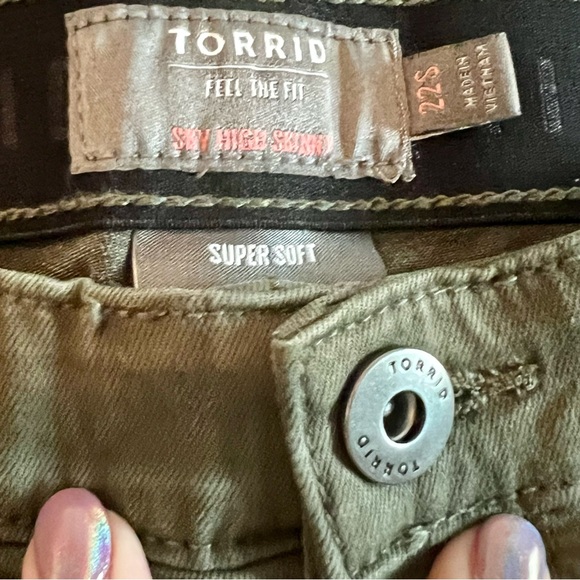 TORRID
FEEL THE FIT
SKY HIGH SKINNY
22S
MADE IN
VIETNAM
SUPER SOFT
TORRID
TORRID